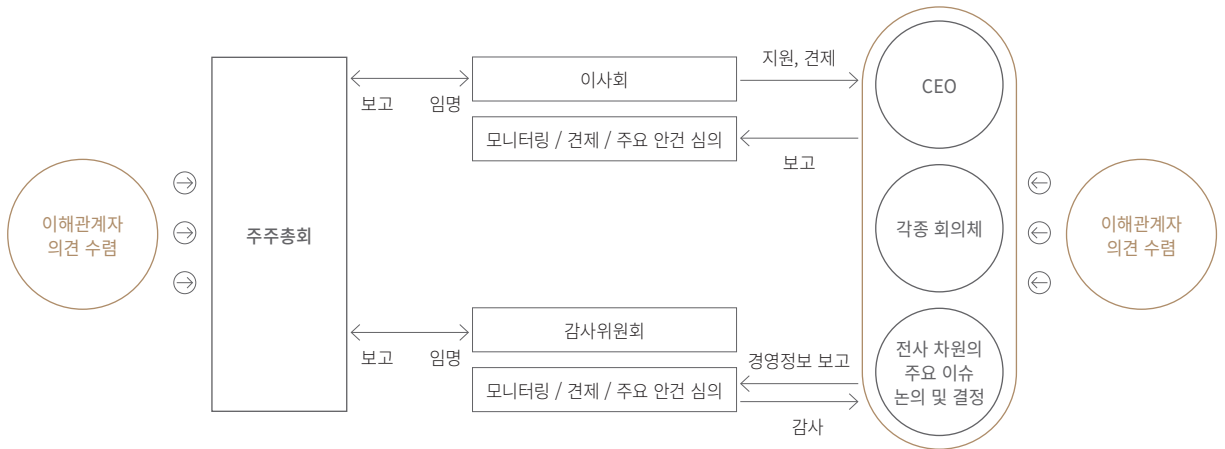 이해관계자
의견 수렴
주주총회
보고
임명
이사회
모니터링 / 견제 / 주요 안건 심의
지원, 견제
보고
보고
임명
감사위원회
모니터링 / 견제 / 주요 안건 심의
경영정보 보고
감사
CEO
각종 회의체
전사 차원의
주요 이슈
논의 및 결정
이해관계자
의견 수렴